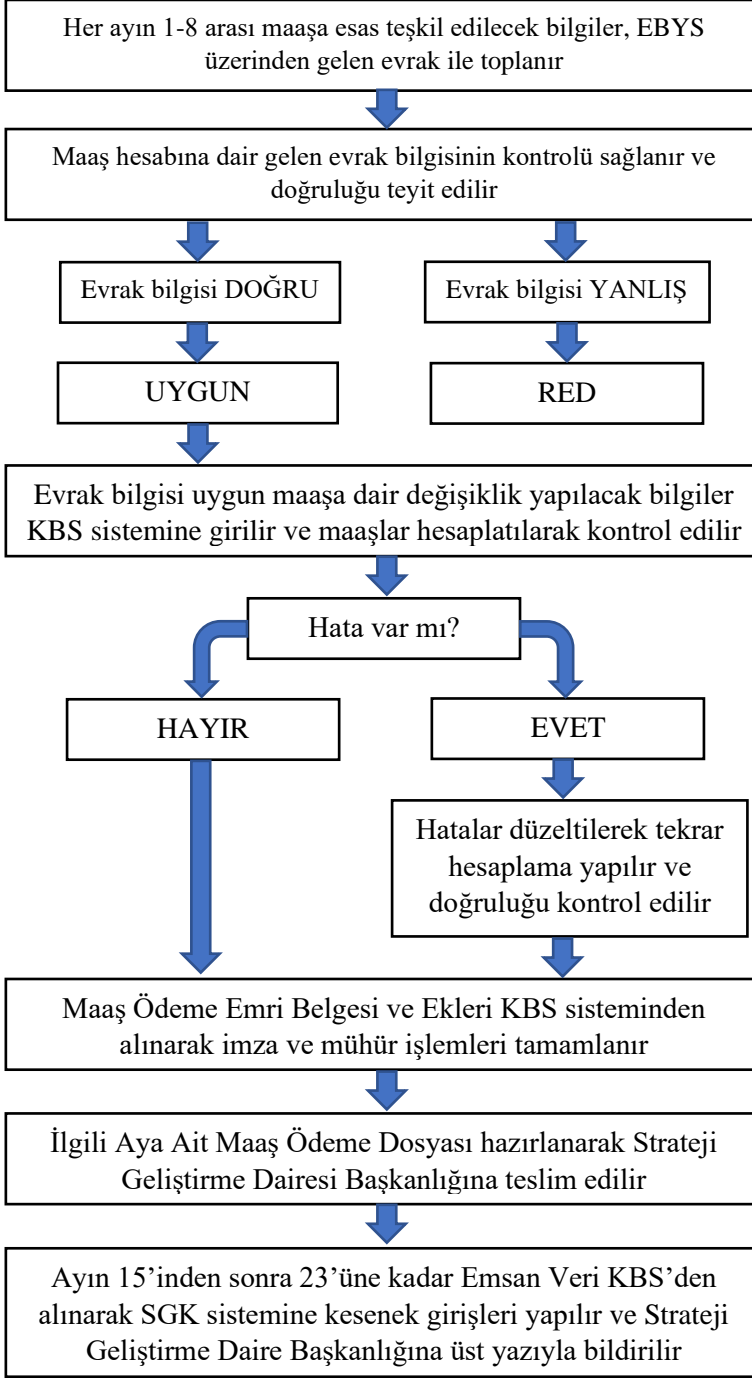 Her ayın 1-8 arası maaşa esas teşkil edilecek bilgiler, EBYS
üzerinden gelen evrak ile toplanır
Maaş hesabına dair gelen evrak bilgisinin kontrolü sağlanır ve
doğruluğu teyit edilir
Evrak bilgisi DOĞRU
Evrak bilgisi YANLIŞ
UYGUN
RED
Evrak bilgisi uygun maaşa dair değişiklik yapılacak bilgiler
KBS sistemine girilir ve maaşlar hesaplatılarak kontrol edilir
Hata var mı?
HAYIR
EVET
Hatalar düzeltilerek tekrar
hesaplama yapılır ve
doğruluğu kontrol edilir
Maaş Ödeme Emri Belgesi ve Ekleri KBS sisteminden
alınarak imza ve mühür işlemleri tamamlanır
İlgili Aya Ait Maaş Ödeme Dosyası hazırlanarak Strateji
Geliştirme Dairesi Başkanlığına teslim edilir
Ayın 15’inden sonra 23’üne kadar Emsan Veri KBS’den
alınarak SGK sistemine kesenek girişleri yapılır ve Strateji
Geliştirme Daire Başkanlığına üst yazıyla bildirilir